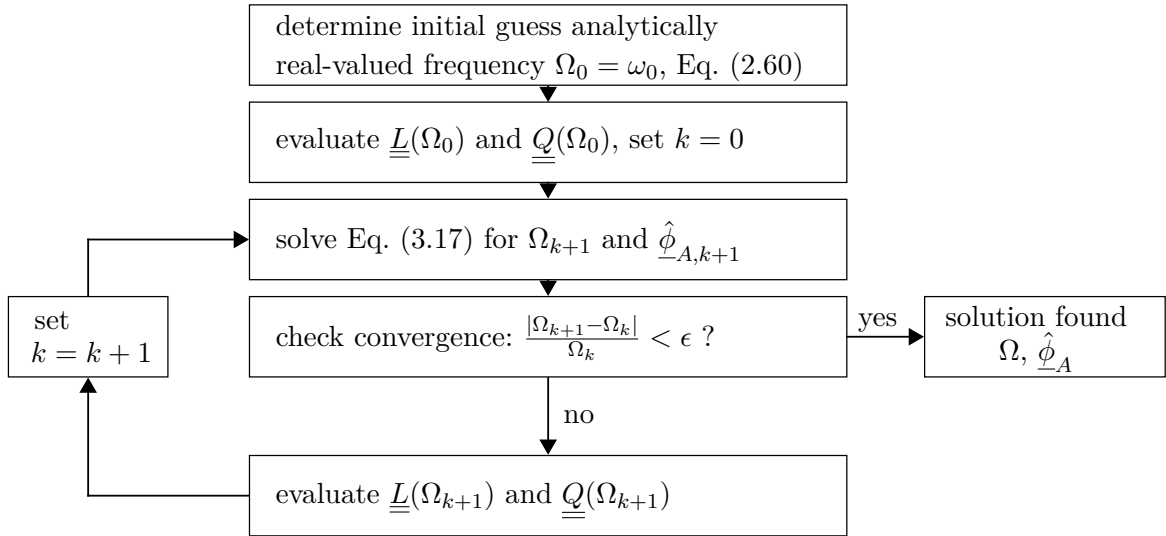 determine initial guess analytically
real-valued frequency Ω₀ = ω₀, Eq. (2.60)
evaluate L̳(Ω₀) and Q̳(Ω₀), set k = 0
solve Eq. (3.17) for Ωₖ₊₁ and ϕ̲̂_{A,k+1}
set
k = k + 1
check convergence: |Ωₖ₊₁−Ωₖ| / Ωₖ < ϵ ?
yes
solution found
Ω, ϕ̲̂_A
no
evaluate L̳(Ωₖ₊₁) and Q̳(Ωₖ₊₁)